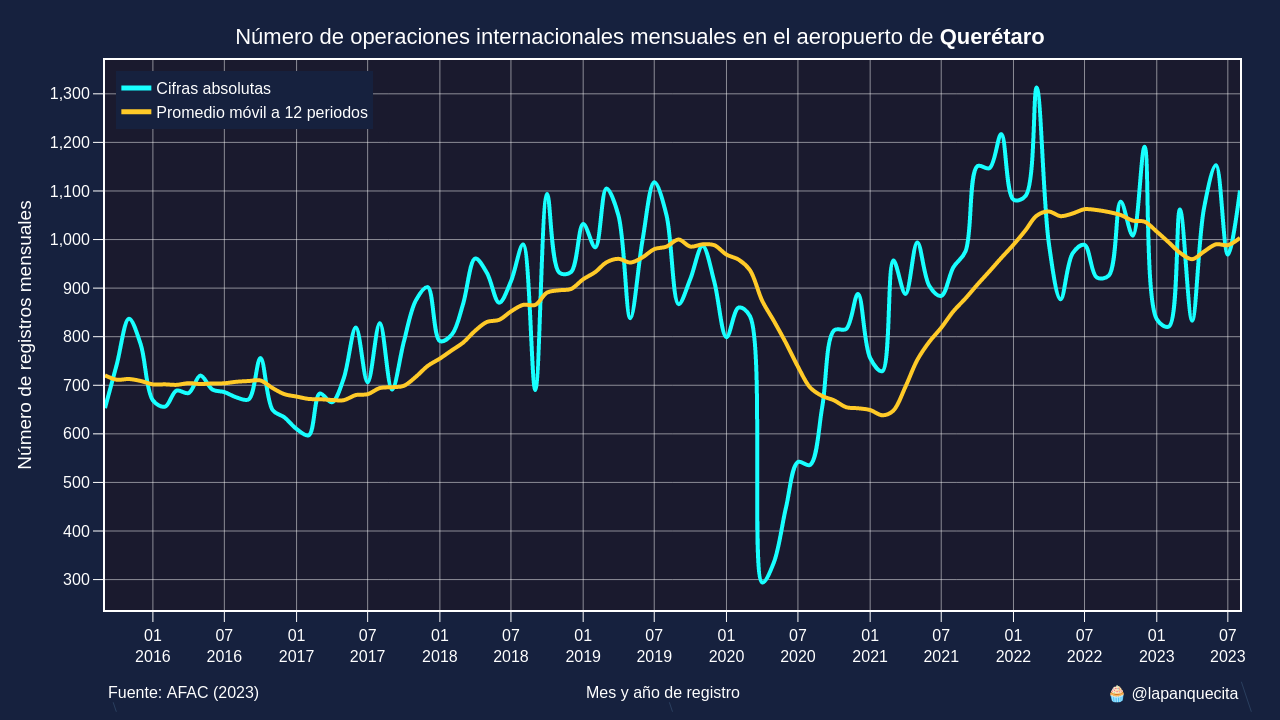 Número de operaciones internacionales mensuales en el aeropuerto de Querétaro
Cifras absolutas
Promedio móvil a 12 periodos
Número de registros mensuales
1,300
1,200
1,100
1,000
900
800
700
600
500
400
300
01 07 01 07 01 07 01 07 01 07 01 07 01 07 01 07
2016 2016 2017 2017 2018 2018 2019 2019 2020 2020 2021 2021 2022 2022 2023 2023
Fuente: AFAC (2023) Mes y año de registro 🧁 @lapanquecita